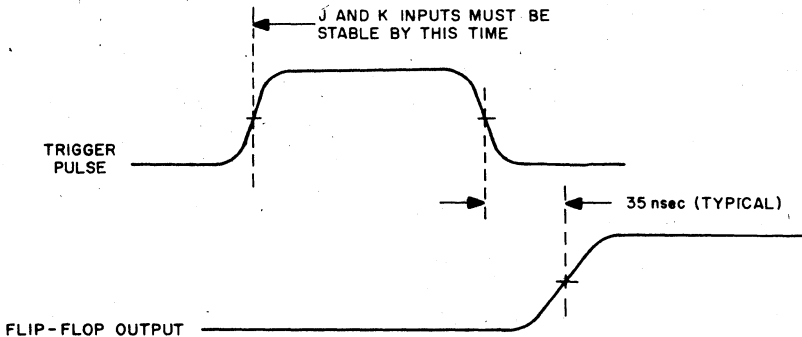 J AND K INPUTS MUST BE
STABLE BY THIS TIME
TRIGGER
PULSE
35 nsec (TYPICAL)
FLIP-FLOP OUTPUT